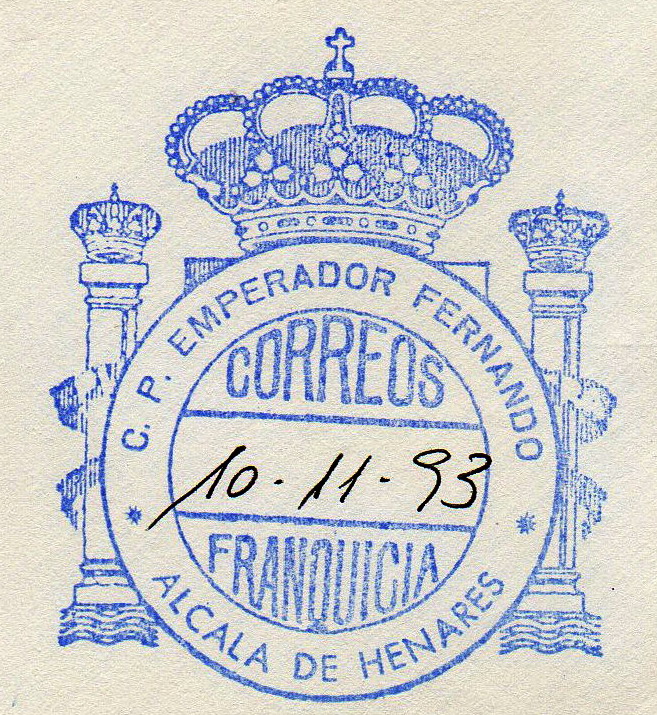 C. P. EMPERADOR FERNANDO
CORREOS
10-11-93
FRANQUICIA
* ALCALA DE HENARES *